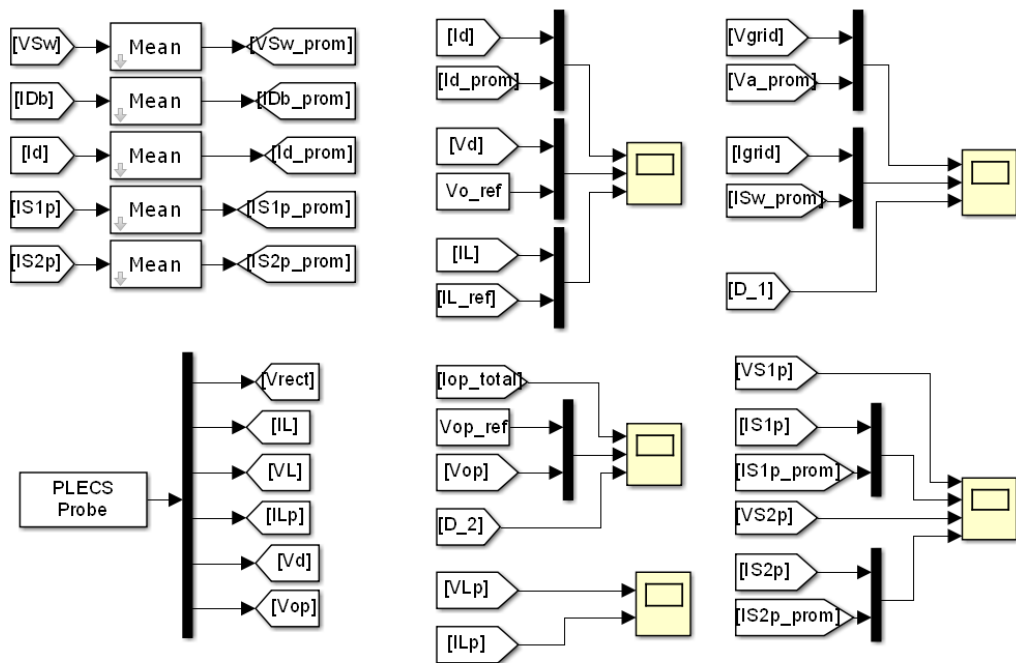 [VSw]
Mean
[VSw_prom]
[IDb]
Mean
[IDb_prom]
[Id]
Mean
[Id_prom]
[IS1p]
Mean
[IS1p_prom]
[IS2p]
Mean
[IS2p_prom]
[Id]
[Id_prom]
[Vd]
Vo_ref
[IL]
[IL_ref]
[Vgrid]
[Va_prom]
[Igrid]
[ISw_prom]
[D_1]
PLECS
Probe
[Vrect]
[IL]
[VL]
[ILp]
[Vd]
[Vop]
[Iop_total]
Vop_ref
[Vop]
[D_2]
[VLp]
[ILp]
[VS1p]
[IS1p]
[IS1p_prom]
[VS2p]
[IS2p]
[IS2p_prom]